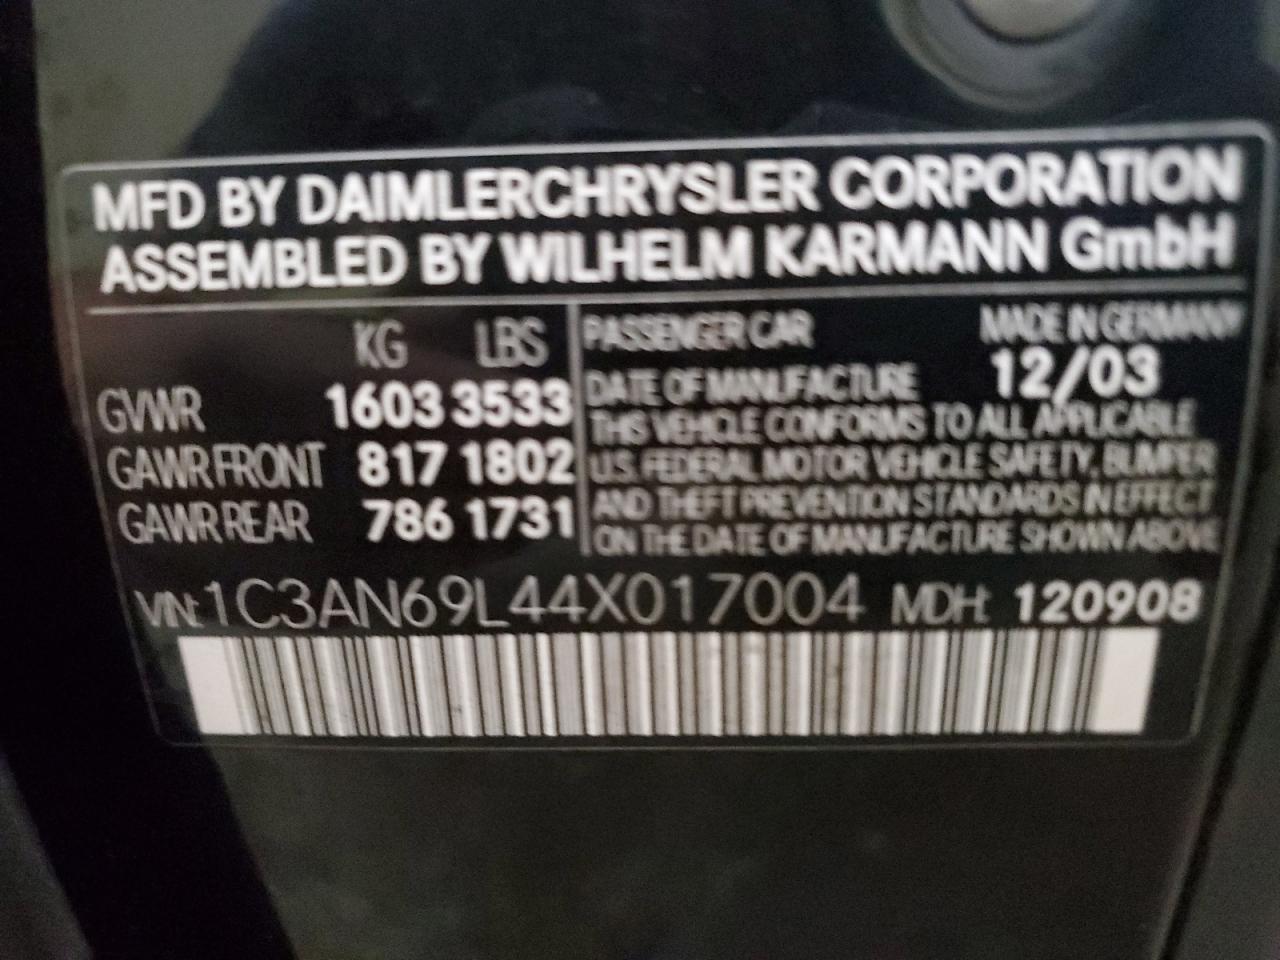 MFD BY DAIMLERCHRYSLER CORPORATION
ASSEMBLED BY WILHELM KARMANN GmbH
KG LBS
GVWR 1603 3533
GAWR FRONT 817 1802
GAWR REAR 786 1731
PASSENGER CAR MADE IN GERMANY
DATE OF MANUFACTURE 12/03
THIS VEHICLE CONFORMS TO ALL APPLICABLE
U.S. FEDERAL MOTOR VEHICLE SAFETY, BUMPER
AND THEFT PREVENTION STANDARDS IN EFFECT
ON THE DATE OF MANUFACTURE SHOWN ABOVE
VIN: 1C3AN69L44X017004 MDH: 120908